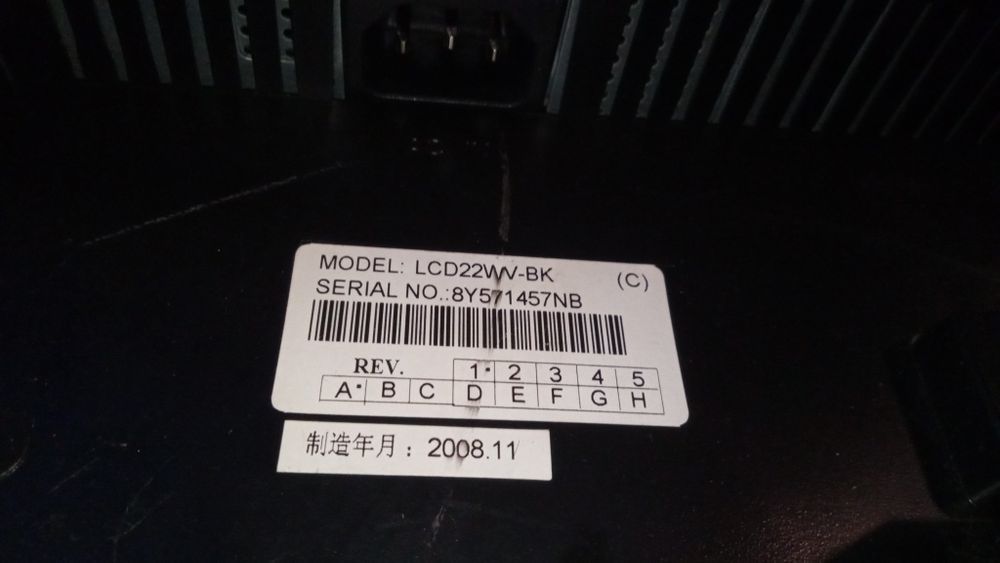 MODEL: LCD22WV-BK (C)
SERIAL NO.:8Y571457NB
REV. 1 2 3 4 5
A B C D E F G H
制造年月：2008.11